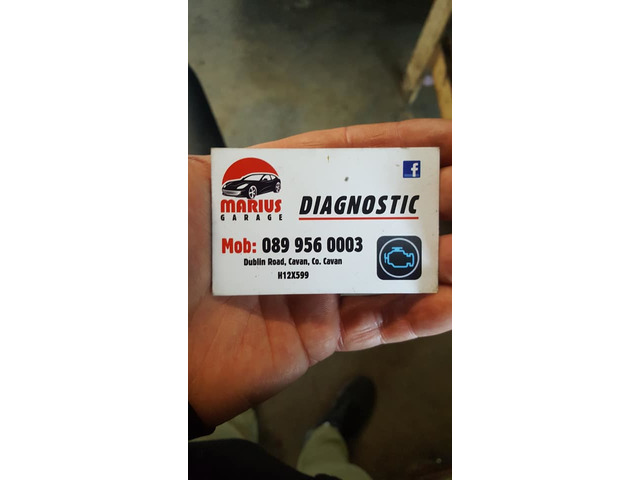 f
MARIUS
GARAGE
DIAGNOSTIC
Mob: 089 956 0003
Dublin Road, Cavan, Co. Cavan
H12X599